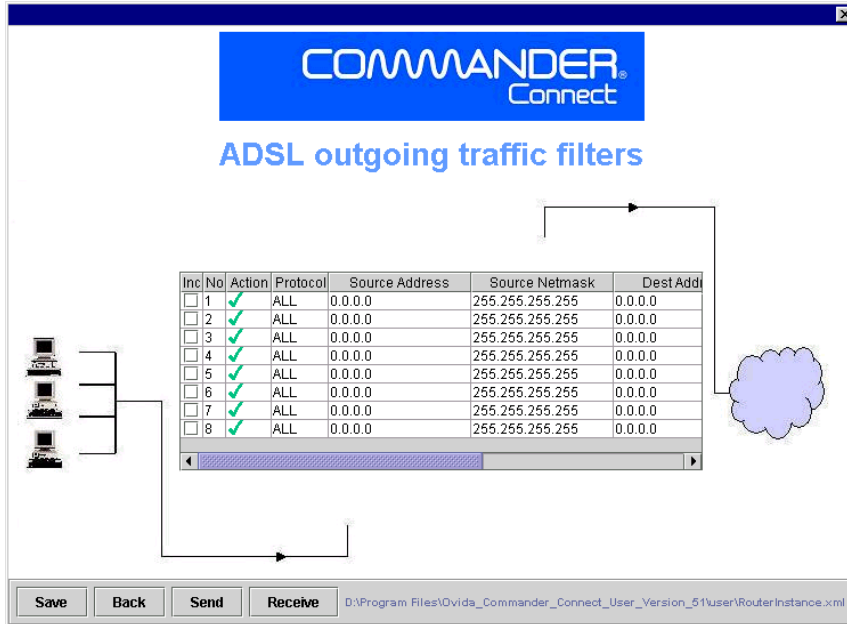 COMMANDER®
Connect
ADSL outgoing traffic filters
Inc No Action Protocol Source Address Source Netmask Dest Addr
1 ALL 0.0.0.0 255.255.255.255 0.0.0.0
2 ALL 0.0.0.0 255.255.255.255 0.0.0.0
3 ALL 0.0.0.0 255.255.255.255 0.0.0.0
4 ALL 0.0.0.0 255.255.255.255 0.0.0.0
5 ALL 0.0.0.0 255.255.255.255 0.0.0.0
6 ALL 0.0.0.0 255.255.255.255 0.0.0.0
7 ALL 0.0.0.0 255.255.255.255 0.0.0.0
8 ALL 0.0.0.0 255.255.255.255 0.0.0.0
Save Back Send Receive D:\Program Files\Ovida_Commander_Connect_User_Version_51\user\RouterInstance.xml